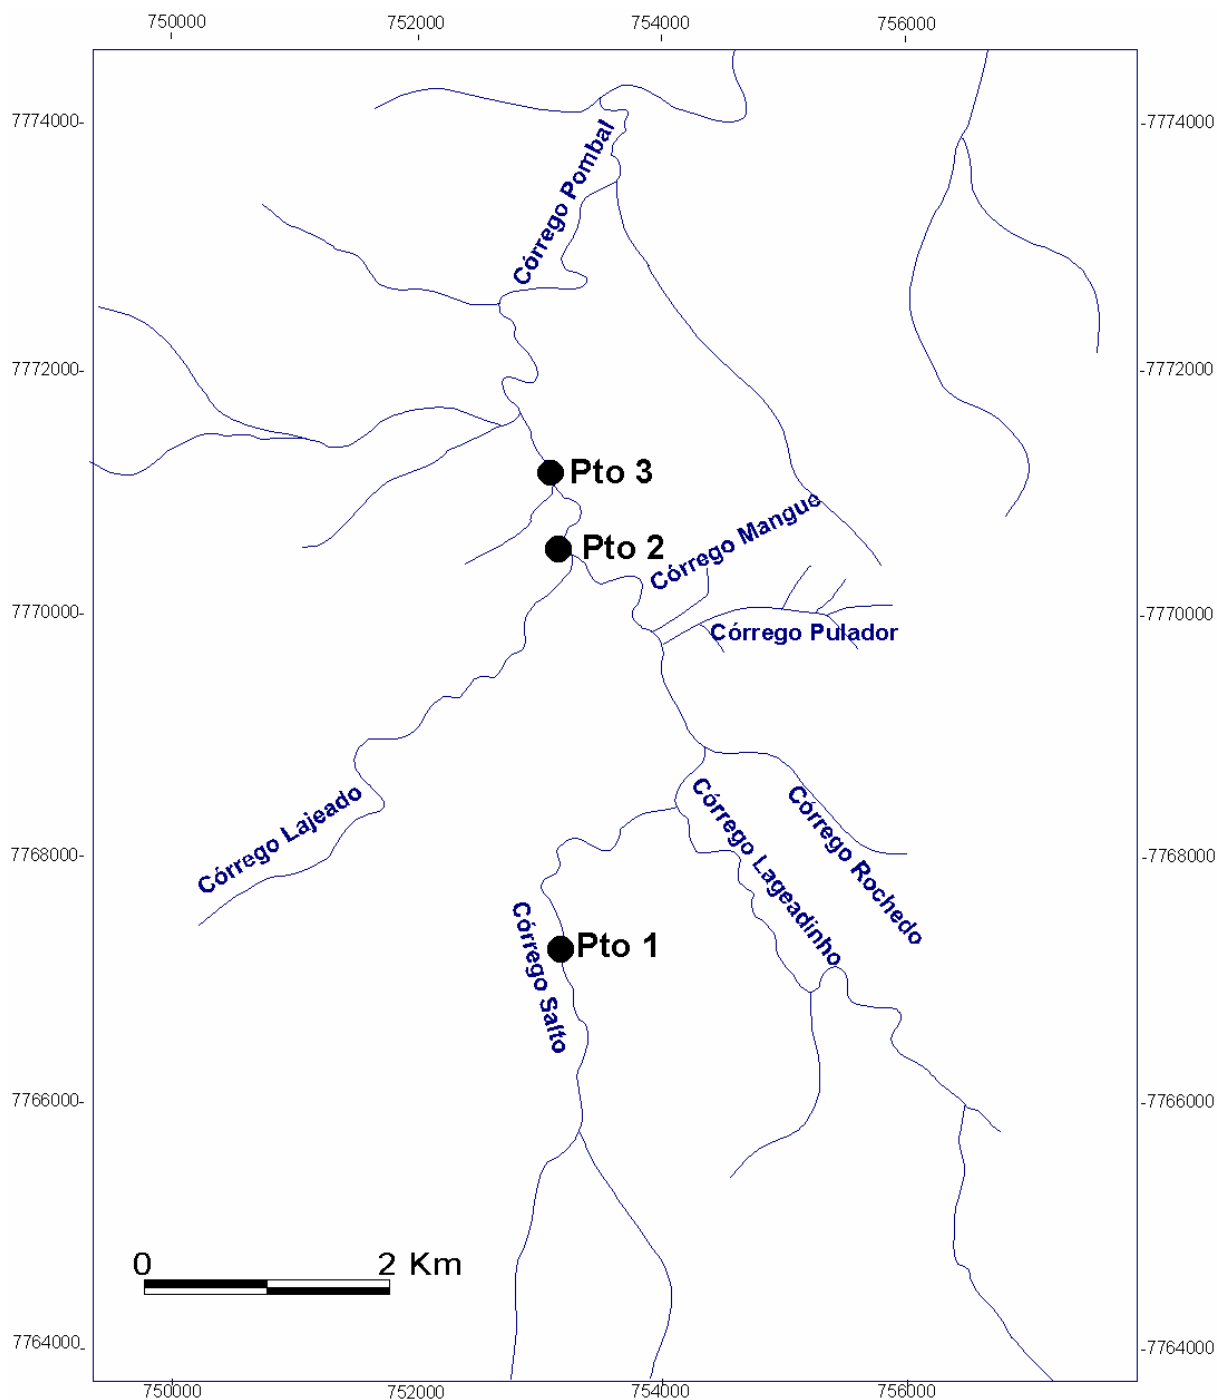 750000 752000 754000 756000
7774000- -7774000
Córrego Pombal
7772000- -7772000
Pto 3
Córrego Mangue
Pto 2
7770000- -7770000
Córrego Pulador
Córrego Lajeado
Córrego Lageadinho
Córrego Rochedo
7768000- -7768000
Córrego Salto
Pto 1
7766000- -7766000
0 2 Km
7764000- -7764000
750000 752000 754000 756000